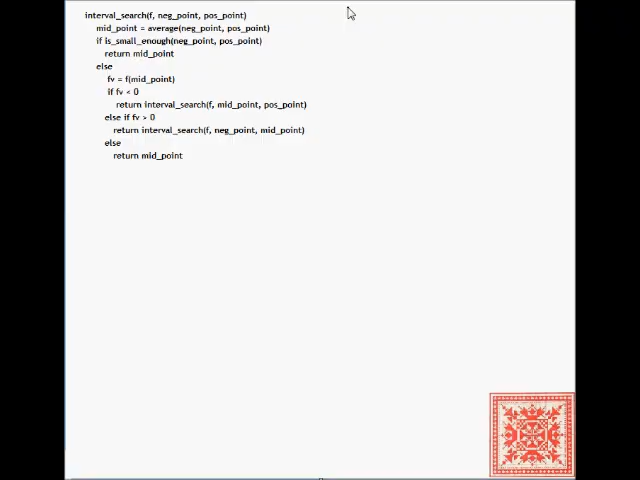 interval_search(f, neg_point, pos_point)
mid_point = average(neg_point, pos_point)
if is_small_enough(neg_point, pos_point)
return mid_point
else
fv = f(mid_point)
if fv < 0
return interval_search(f, mid_point, pos_point)
else if fv > 0
return interval_search(f, neg_point, mid_point)
else
return mid_point